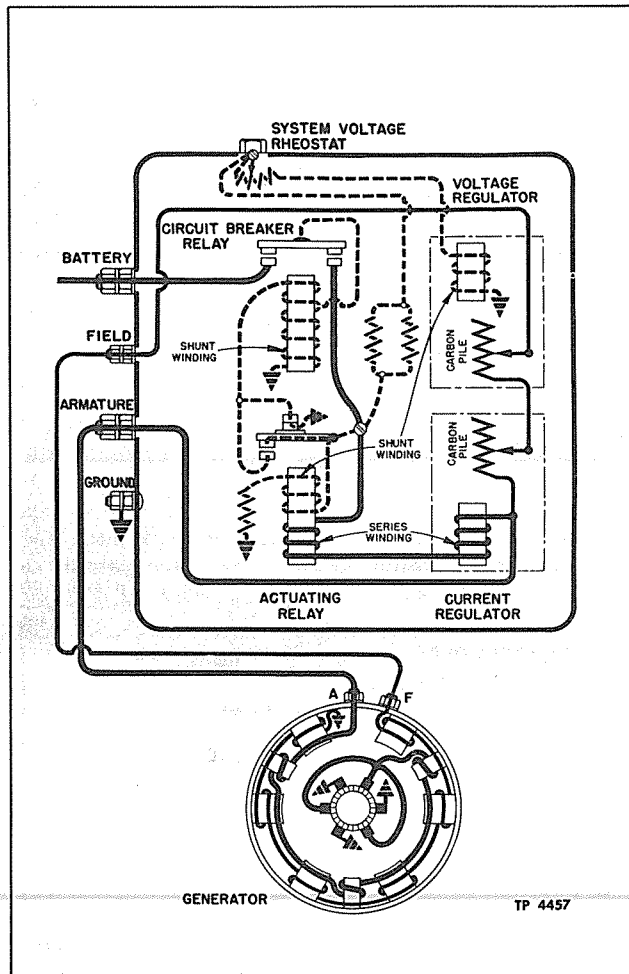 SYSTEM VOLTAGE
RHEOSTAT
VOLTAGE
REGULATOR
CIRCUIT BREAKER
RELAY
BATTERY
FIELD
SHUNT
WINDING
CARBON
PILE
ARMATURE
CARBON
PILE
SHUNT
WINDING
GROUND
SERIES
WINDING
ACTUATING
RELAY
CURRENT
REGULATOR
A
F
GENERATOR
TP 4457